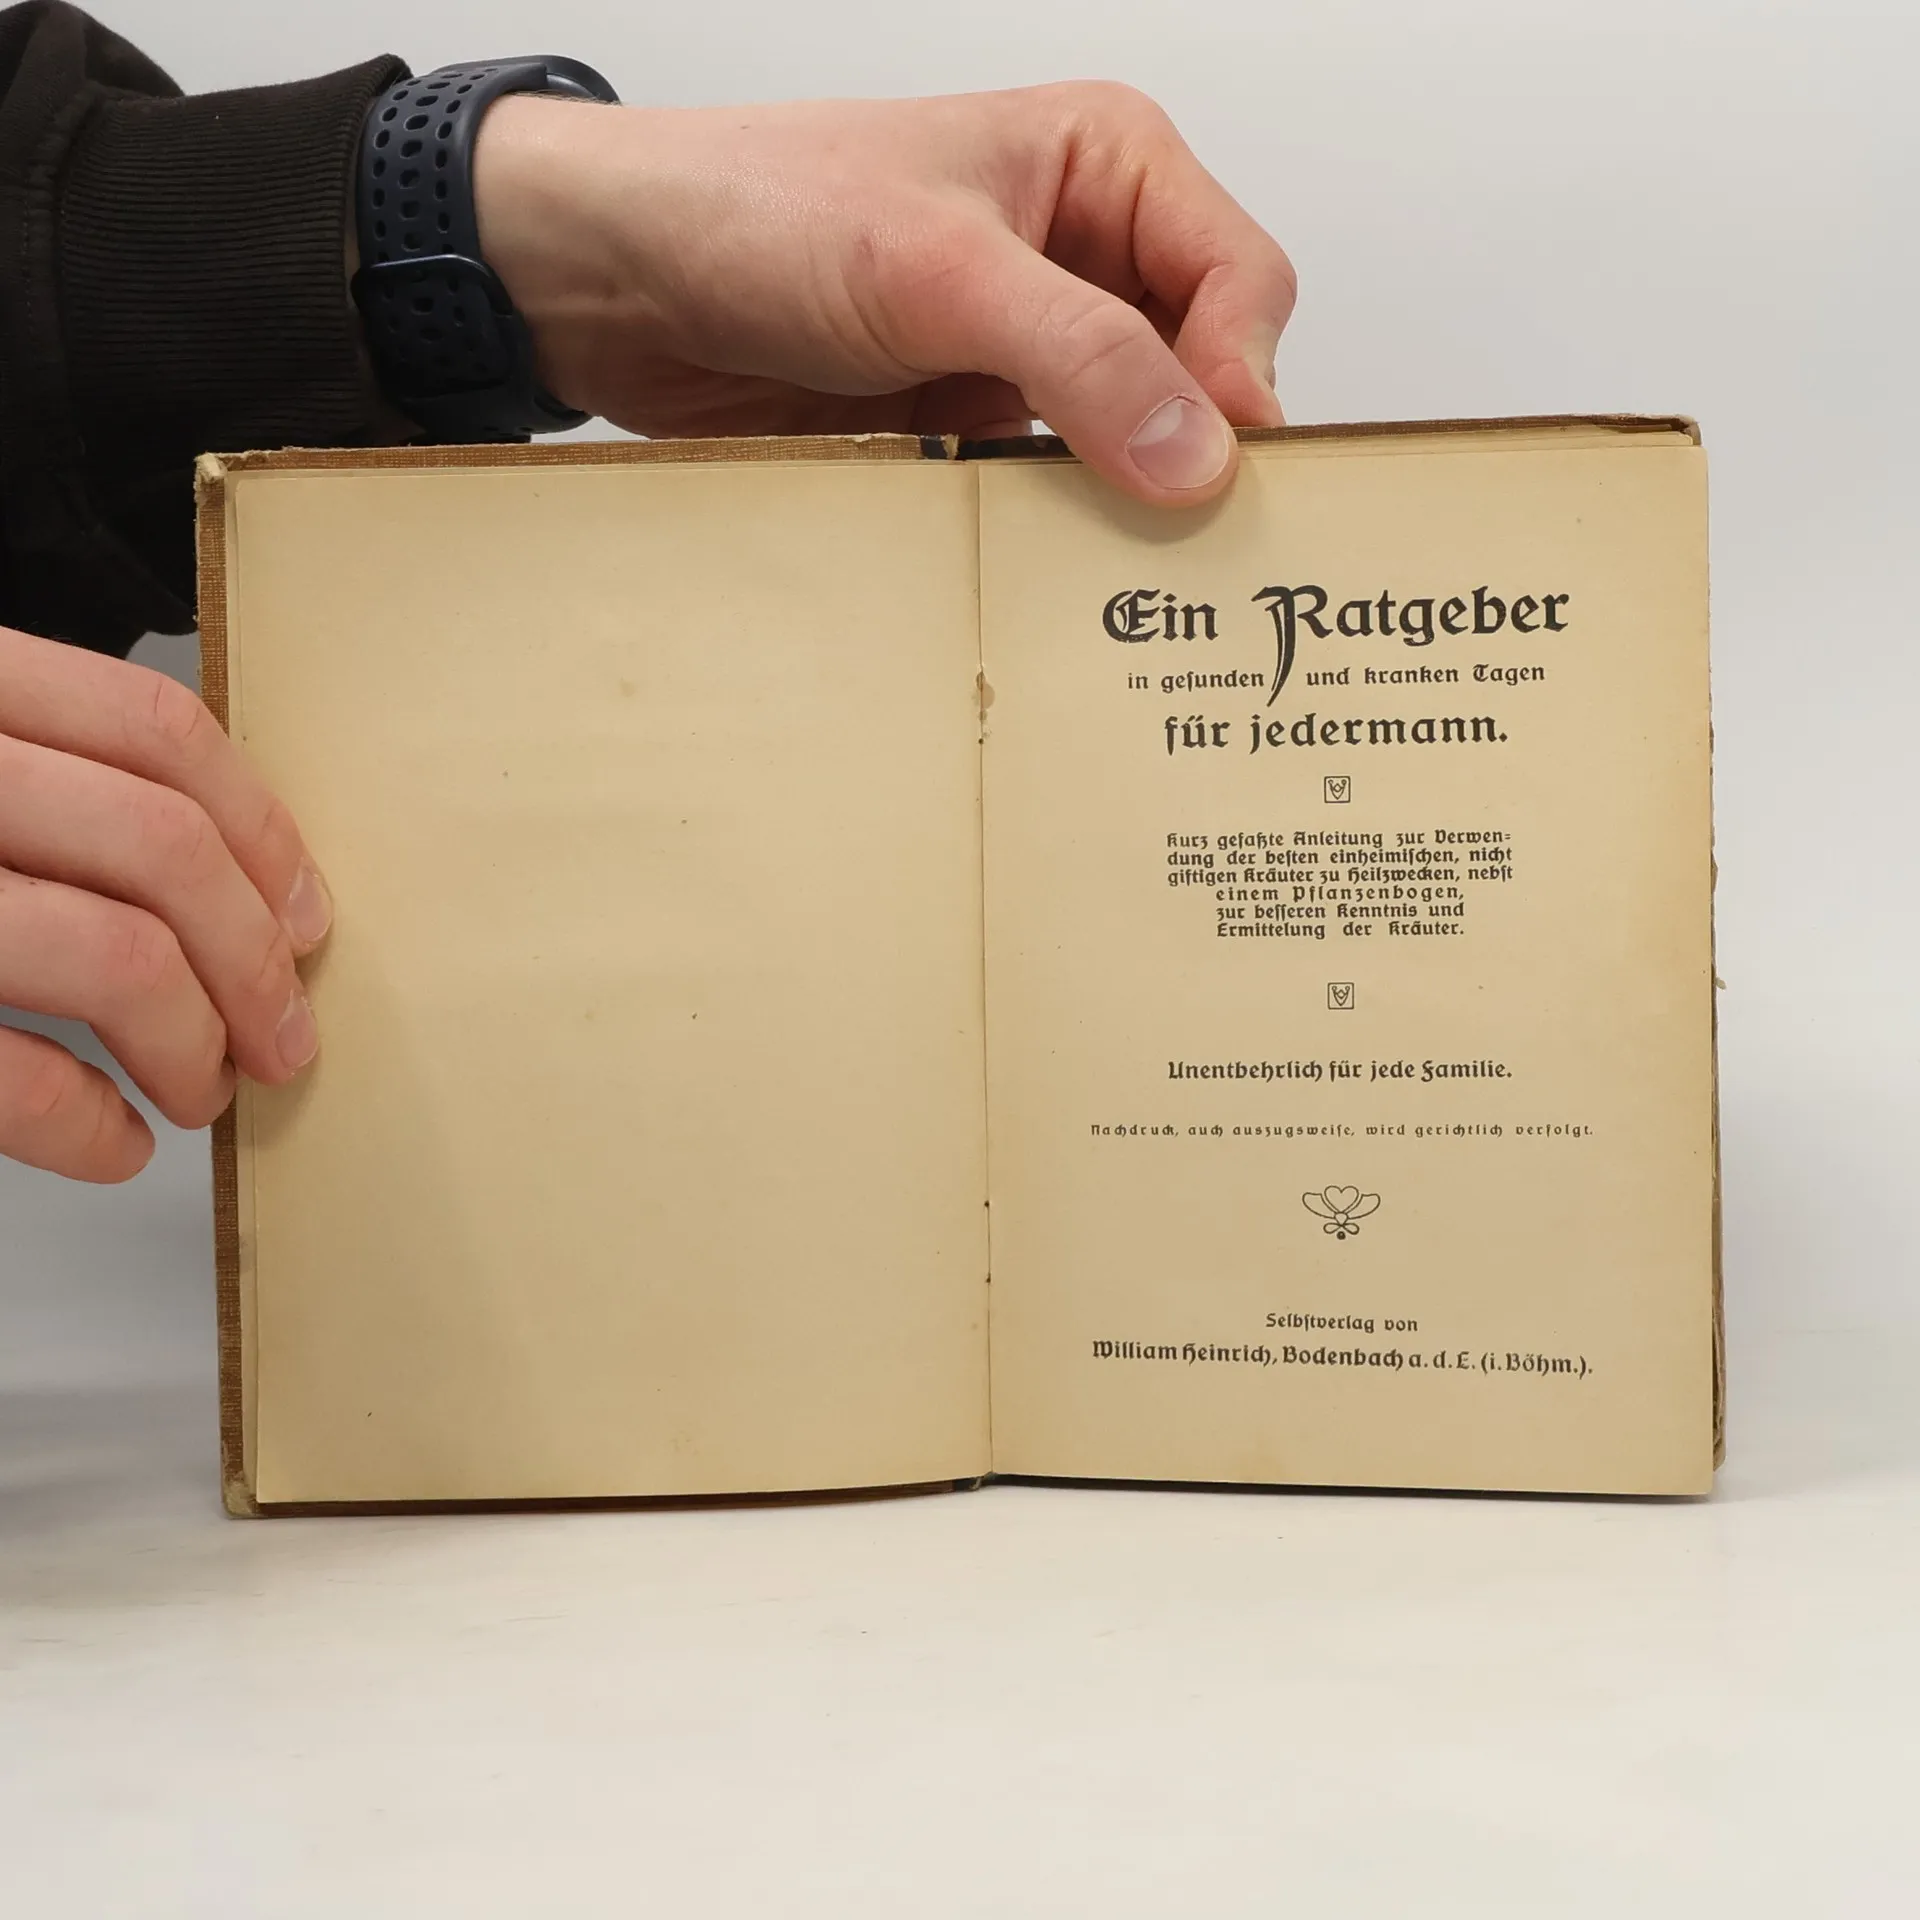 Ein Ratgeber
in geſunden und kranken Tagen
für jedermann.
Kurz gefaßte Anleitung zur Verwen-
dung der beſten einheimiſchen, nicht
giftigen Kräuter zu Heilzwecken, nebſt
einem Pflanzenbogen,
zur beſſeren Kenntnis und
Ermittelung der Kräuter.
Unentbehrlich für jede Familie.
Nachdruck, auch auszugsweiſe, wird gerichtlich verfolgt.
Selbſtverlag von
William Heinrich, Bodenbach a. d. E. (i. Böhm.).